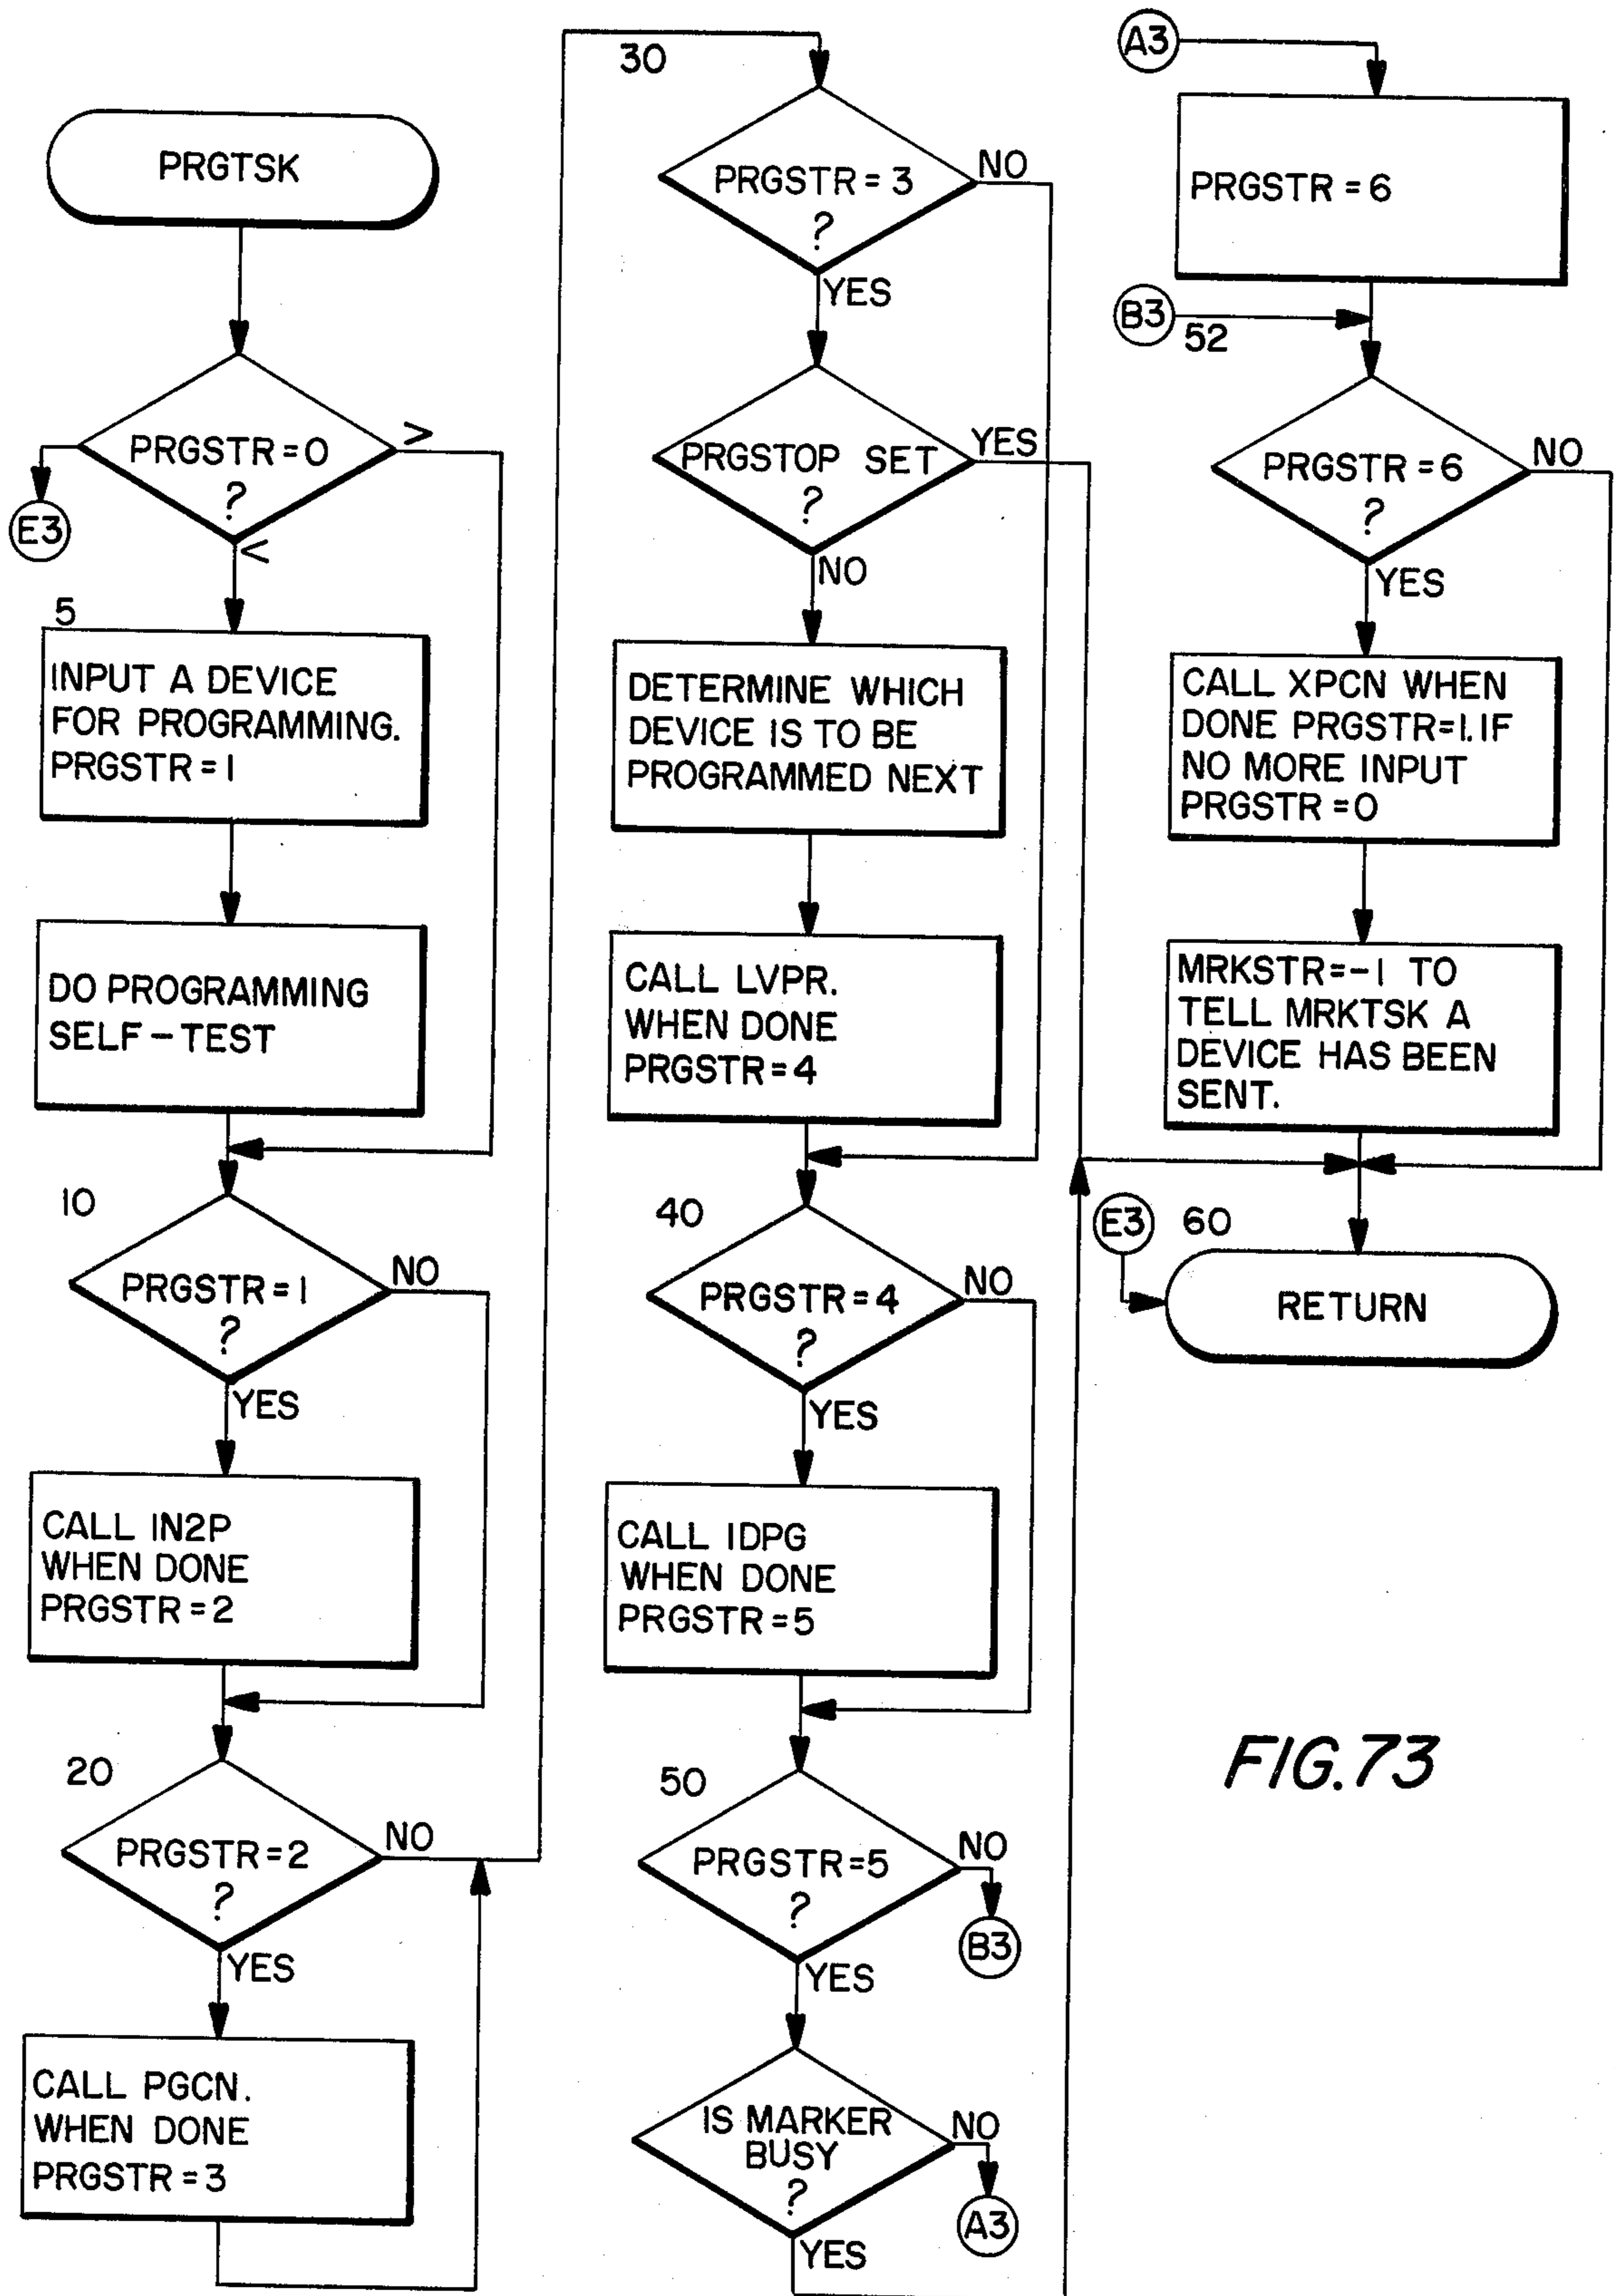 PRGTSK
PRGSTR=0
?
>
<
E3
5
INPUT A DEVICE
FOR PROGRAMMING.
PRGSTR=1
DO PROGRAMMING
SELF-TEST
10
PRGSTR=1
?
NO
YES
CALL IN2P
WHEN DONE
PRGSTR=2
20
PRGSTR=2
?
NO
YES
CALL PGCN.
WHEN DONE
PRGSTR=3
30
PRGSTR=3
?
NO
YES
PRGSTOP SET
?
YES
NO
DETERMINE WHICH
DEVICE IS TO BE
PROGRAMMED NEXT
CALL LVPR.
WHEN DONE
PRGSTR=4
40
PRGSTR=4
?
NO
YES
CALL IDPG
WHEN DONE
PRGSTR=5
50
PRGSTR=5
?
NO
B3
YES
IS MARKER
BUSY
?
NO
A3
YES
A3
PRGSTR=6
B3
52
PRGSTR=6
?
NO
YES
CALL XPCN WHEN
DONE PRGSTR=1. IF
NO MORE INPUT
PRGSTR=0
MRKSTR=-1 TO
TELL MRKTSK A
DEVICE HAS BEEN
SENT.
E3
60
RETURN
FIG.73